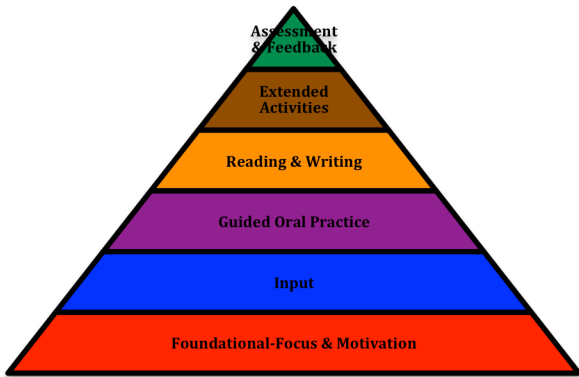 Assessment
& Feedback
Extended
Activities
Reading & Writing
Guided Oral Practice
Input
Foundational-Focus & Motivation